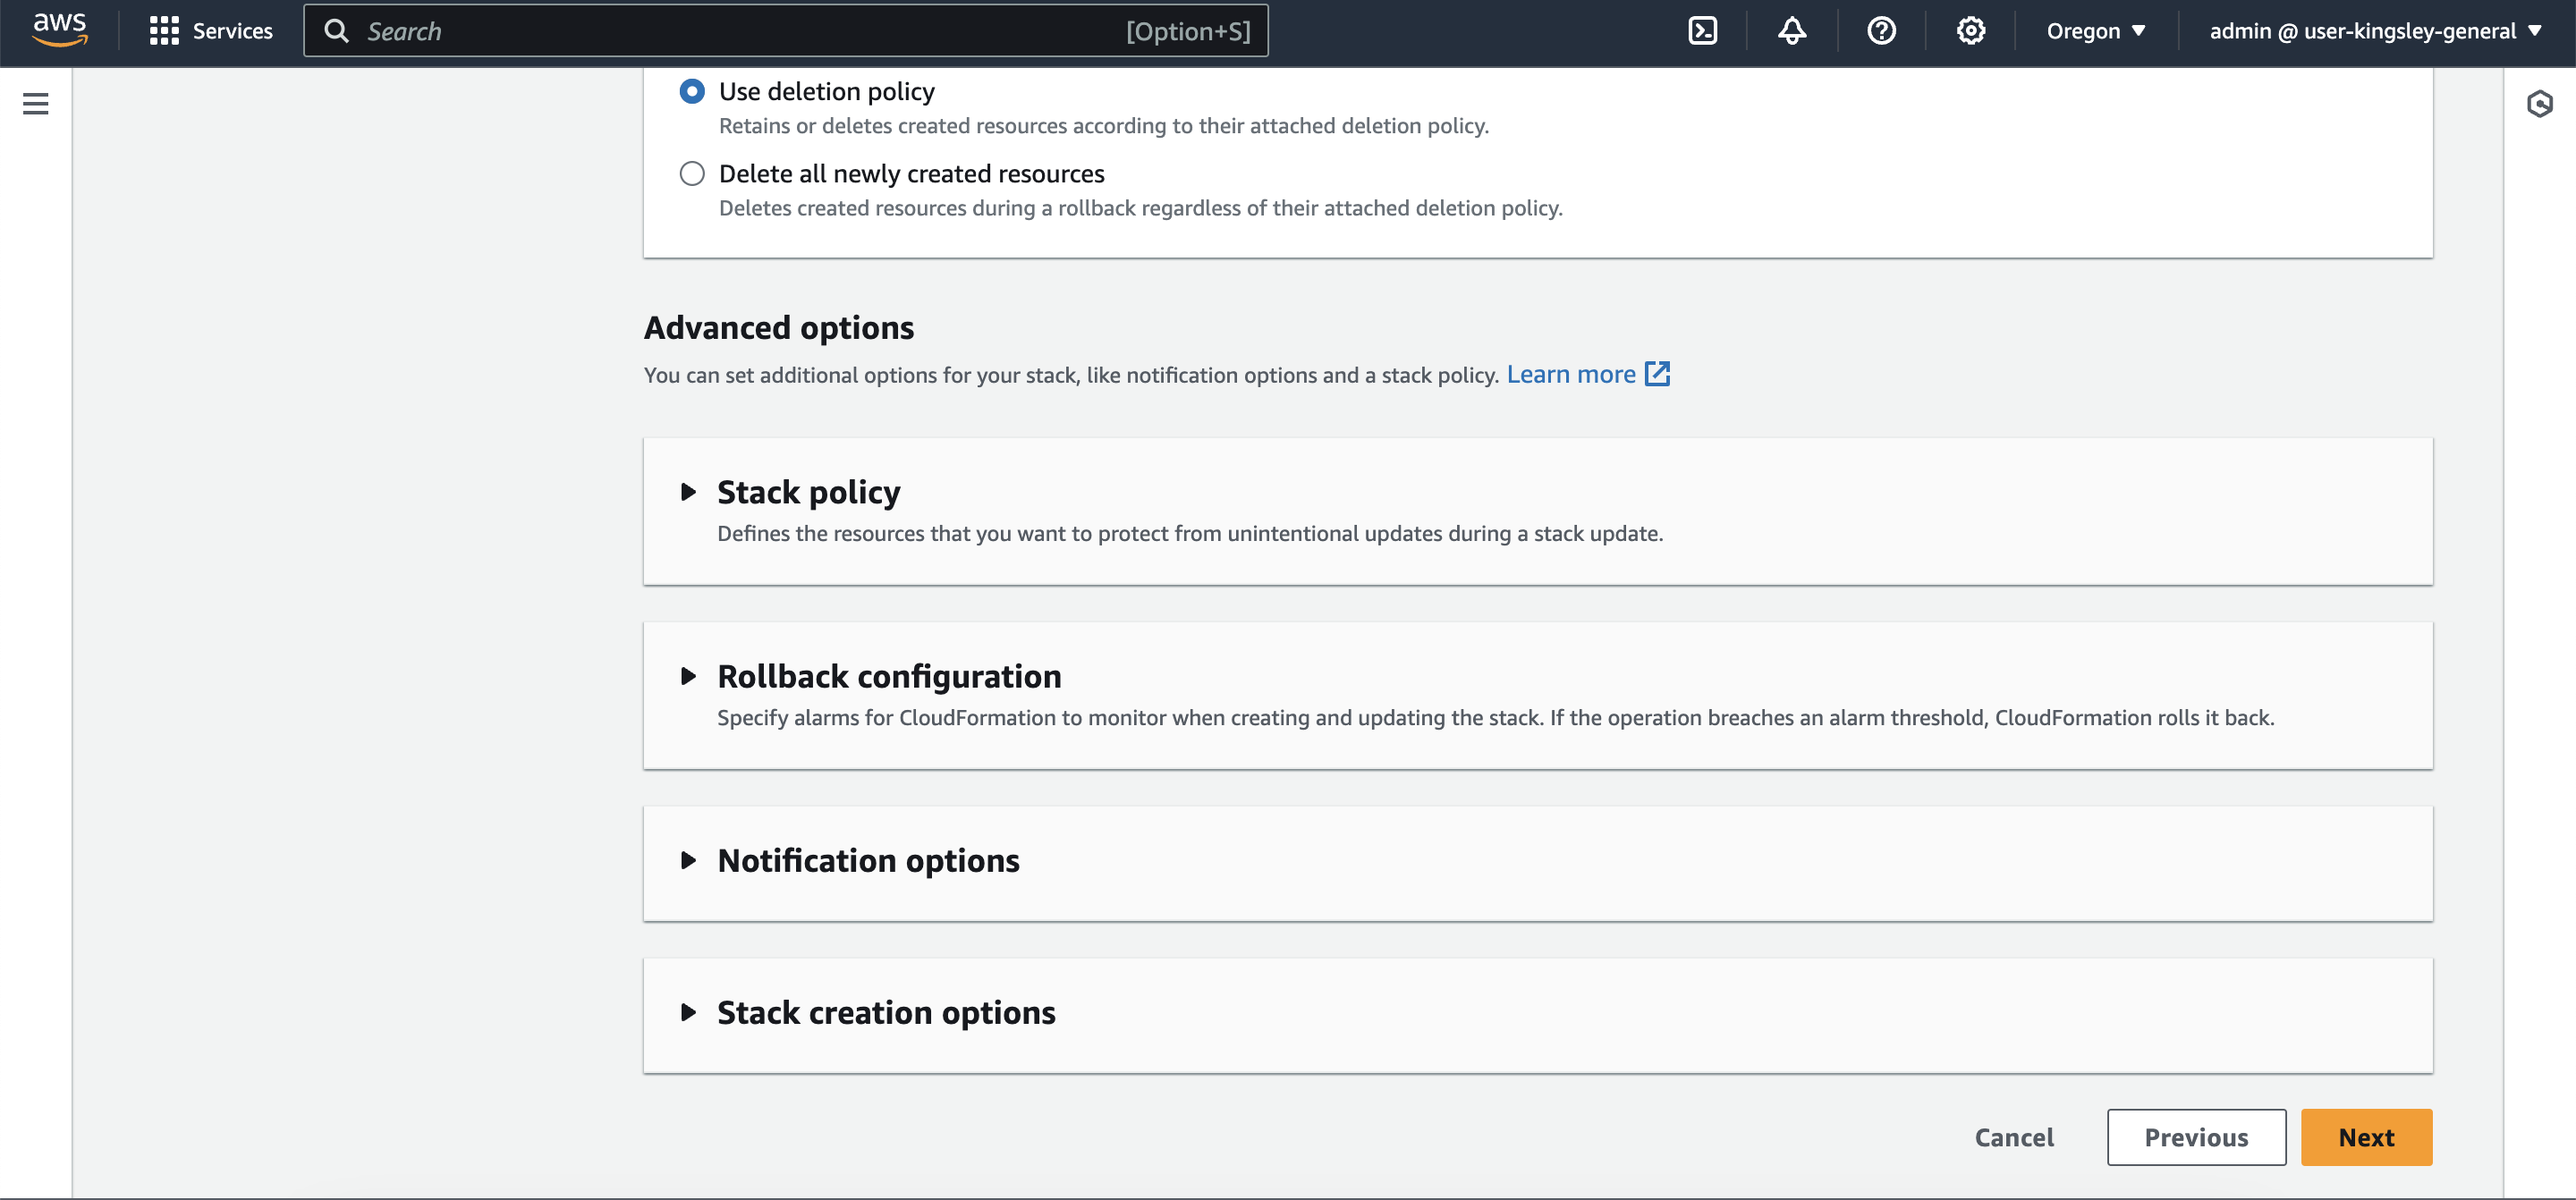 aws
Services
Search
[Option+S]
Oregon
admin @ user-kingsley-general
Use deletion policy
Retains or deletes created resources according to their attached deletion policy.
Delete all newly created resources
Deletes created resources during a rollback regardless of their attached deletion policy.
Advanced options
You can set additional options for your stack, like notification options and a stack policy. Learn more
Stack policy
Defines the resources that you want to protect from unintentional updates during a stack update.
Rollback configuration
Specify alarms for CloudFormation to monitor when creating and updating the stack. If the operation breaches an alarm threshold, CloudFormation rolls it back.
Notification options
Stack creation options
Cancel
Previous
Next